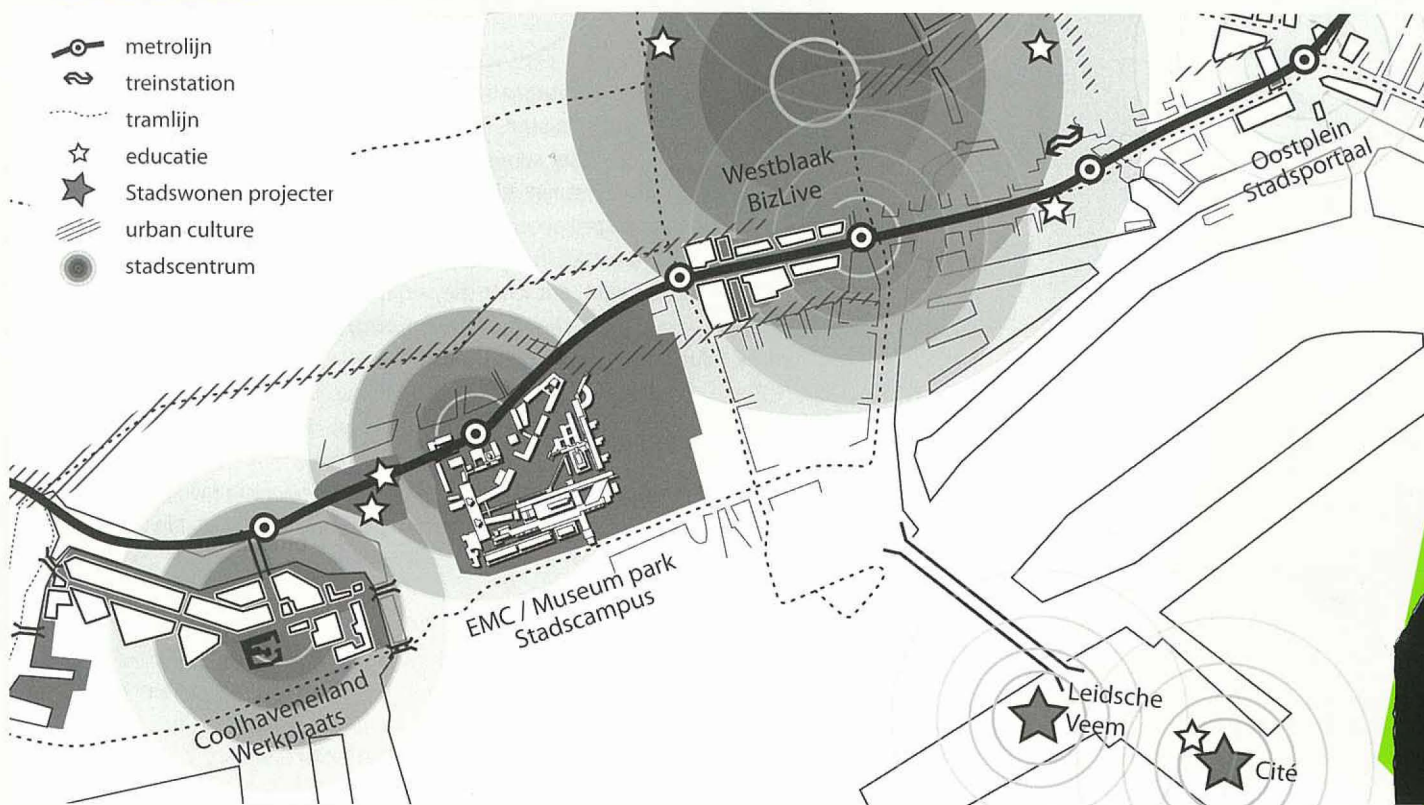 metrolijn
treinstation
tramlijn
educatie
Stadswonen projecter
urban culture
stadscentrum
Westblaak
BizLive
Oostplein
Stadsportaal
EMC / Museum park
Stadscampus
Coolhaveneiland
Werkplaats
Leidsche
Veem
Cité